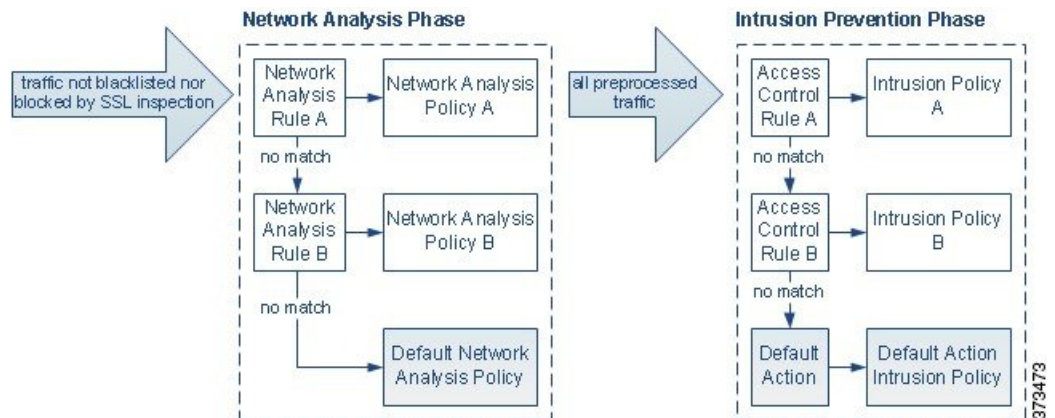 Network Analysis Phase
Intrusion Prevention Phase
traffic not blacklisted nor
blocked by SSL inspection
Network
Analysis
Rule A
Network Analysis
Policy A
no match
Network
Analysis
Rule B
Network Analysis
Policy B
no match
Default Network
Analysis Policy
all preprocessed
traffic
Access
Control
Rule A
Intrusion Policy
A
no match
Access
Control
Rule B
Intrusion Policy
B
no match
Default
Action
Default Action
Intrusion Policy
373473